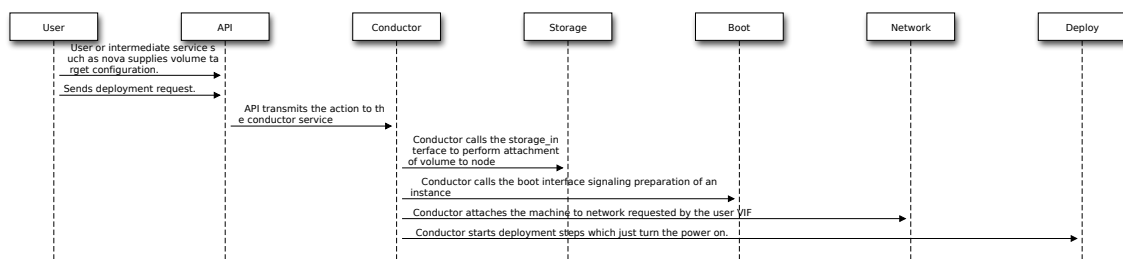 User
API
Conductor
Storage
Boot
Network
Deploy
User or intermediate service s
uch as nova supplies volume ta
rget configuration.
Sends deployment request.
API transmits the action to th
e conductor service
Conductor calls the storage_in
terface to perform attachment
of volume to node
Conductor calls the boot interface signaling preparation of an
instance
Conductor attaches the machine to network requested by the user VIF
Conductor starts deployment steps which just turn the power on.